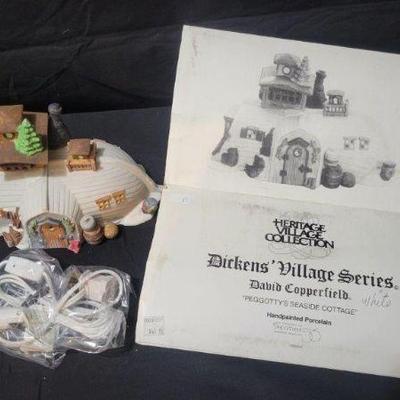 HERITAGE
VILLAGE
COLLECTION
Dickens' Village Series
David Copperfield
white
"PEGGOTTY'S SEASIDE COTTAGE"
Handpainted Porcelain